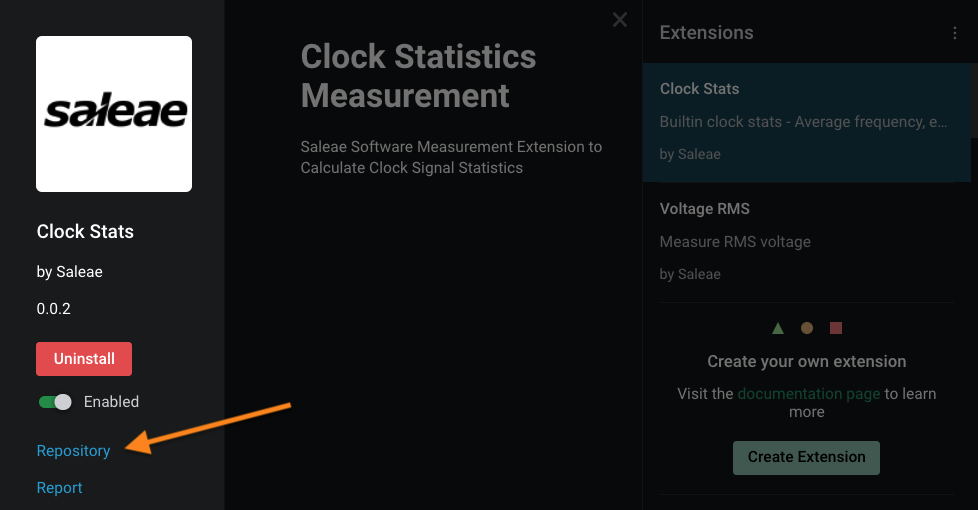 saleae
Clock Stats
by Saleae
0.0.2
Uninstall
Enabled
Repository
Report
Clock Statistics
Measurement
Saleae Software Measurement Extension to
Calculate Clock Signal Statistics
Extensions
Clock Stats
Builtin clock stats - Average frequency, e...
by Saleae
Voltage RMS
Measure RMS voltage
by Saleae
Create your own extension
Visit the documentation page to learn
more
Create Extension